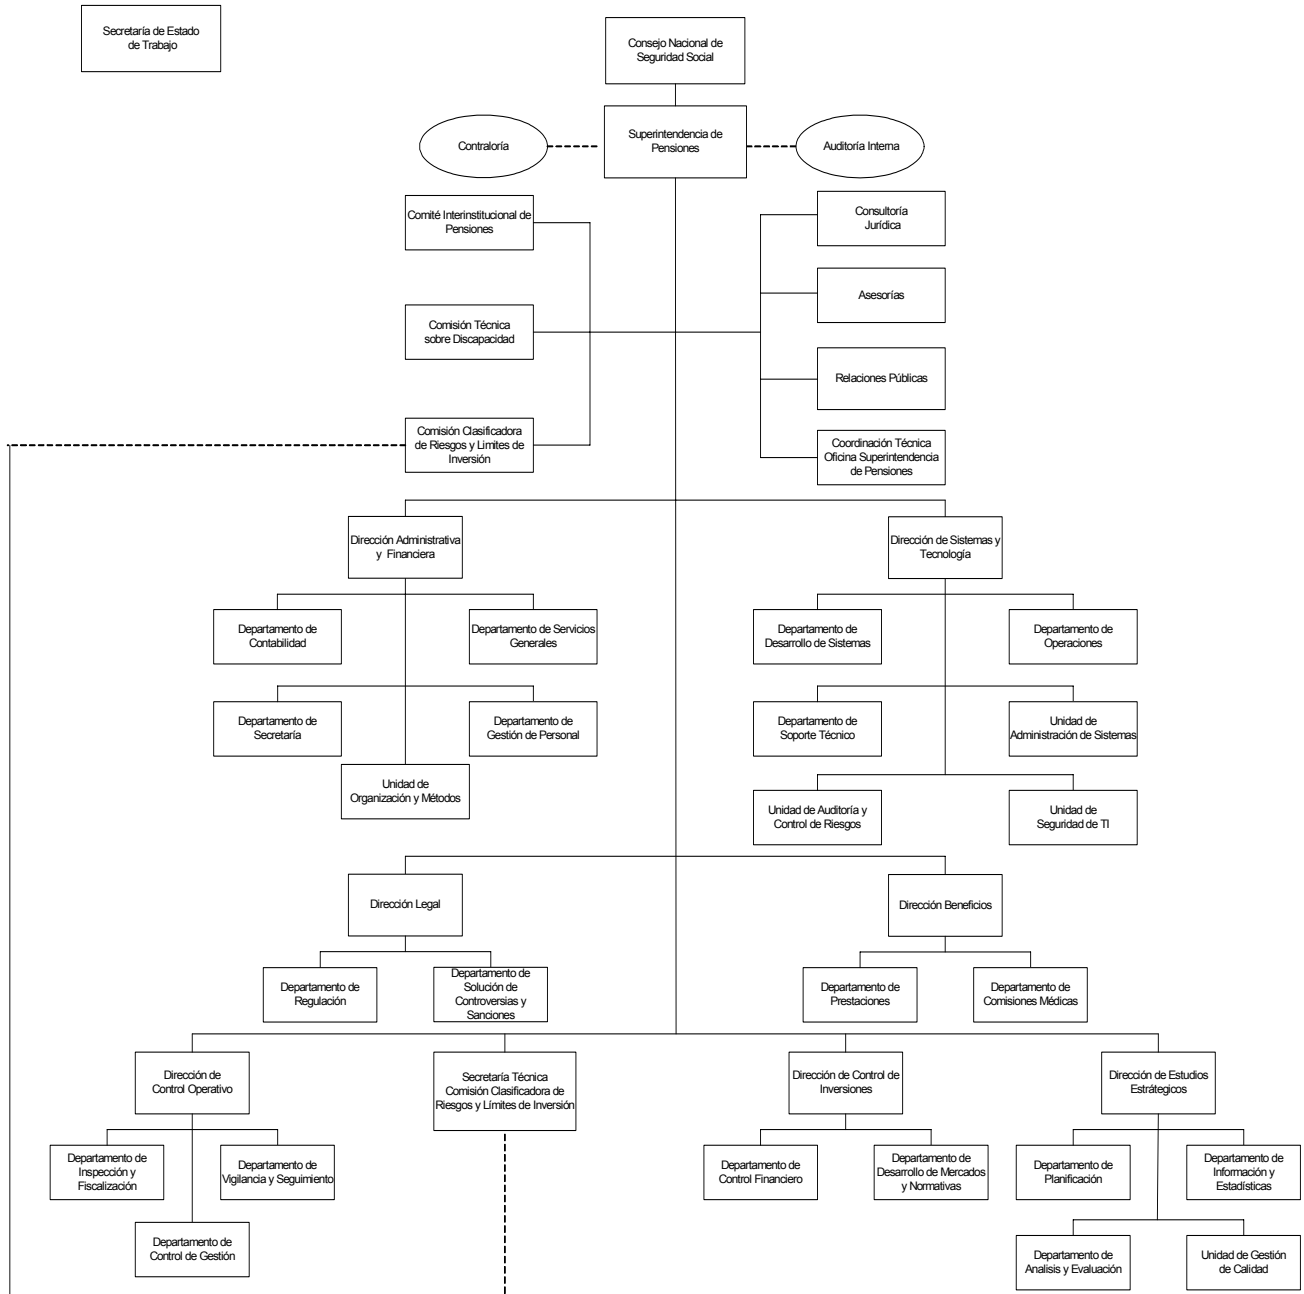 Secretaría de Estado
de Trabajo
Consejo Nacional de
Seguridad Social
Superintendencia de
Pensiones
Contraloría
Auditoría Interna
Comité Interinstitucional de
Pensiones
Consultoría
Jurídica
Asesorías
Comisión Técnica
sobre Discapacidad
Relaciones Públicas
Comisión Clasificadora
de Riesgos y Limites de
Inversión
Coordinación Técnica
Oficina Superintendencia
de Pensiones
Dirección Administrativa
y Financiera
Dirección de Sistemas y
Tecnología
Departamento de
Contabilidad
Departamento de Servicios
Generales
Departamento de
Desarrollo de Sistemas
Departamento de
Operaciones
Departamento de
Secretaría
Departamento de
Gestión de Personal
Departamento de
Soporte Técnico
Unidad de
Administración de Sistemas
Unidad de
Organización y Métodos
Unidad de Auditoría y
Control de Riesgos
Unidad de
Seguridad de TI
Dirección Legal
Dirección Beneficios
Departamento de
Regulación
Departamento de
Solución de
Controversias y
Sanciones
Departamento de
Prestaciones
Departamento de
Comisiones Médicas
Dirección de
Control Operativo
Secretaría Técnica
Comisión Clasificadora de
Riesgos y Límites de Inversión
Dirección de Control de
Inversiones
Dirección de Estudios
Estrátegicos
Departamento de
Inspección y
Fiscalización
Departamento de
Vigilancia y Seguimiento
Departamento de
Control Financiero
Departamento de
Desarrollo de Mercados
y Normativas
Departamento de
Planificación
Departamento de
Información y
Estadísticas
Departamento de
Control de Gestión
Departamento de
Analisis y Evaluación
Unidad de Gestión
de Calidad